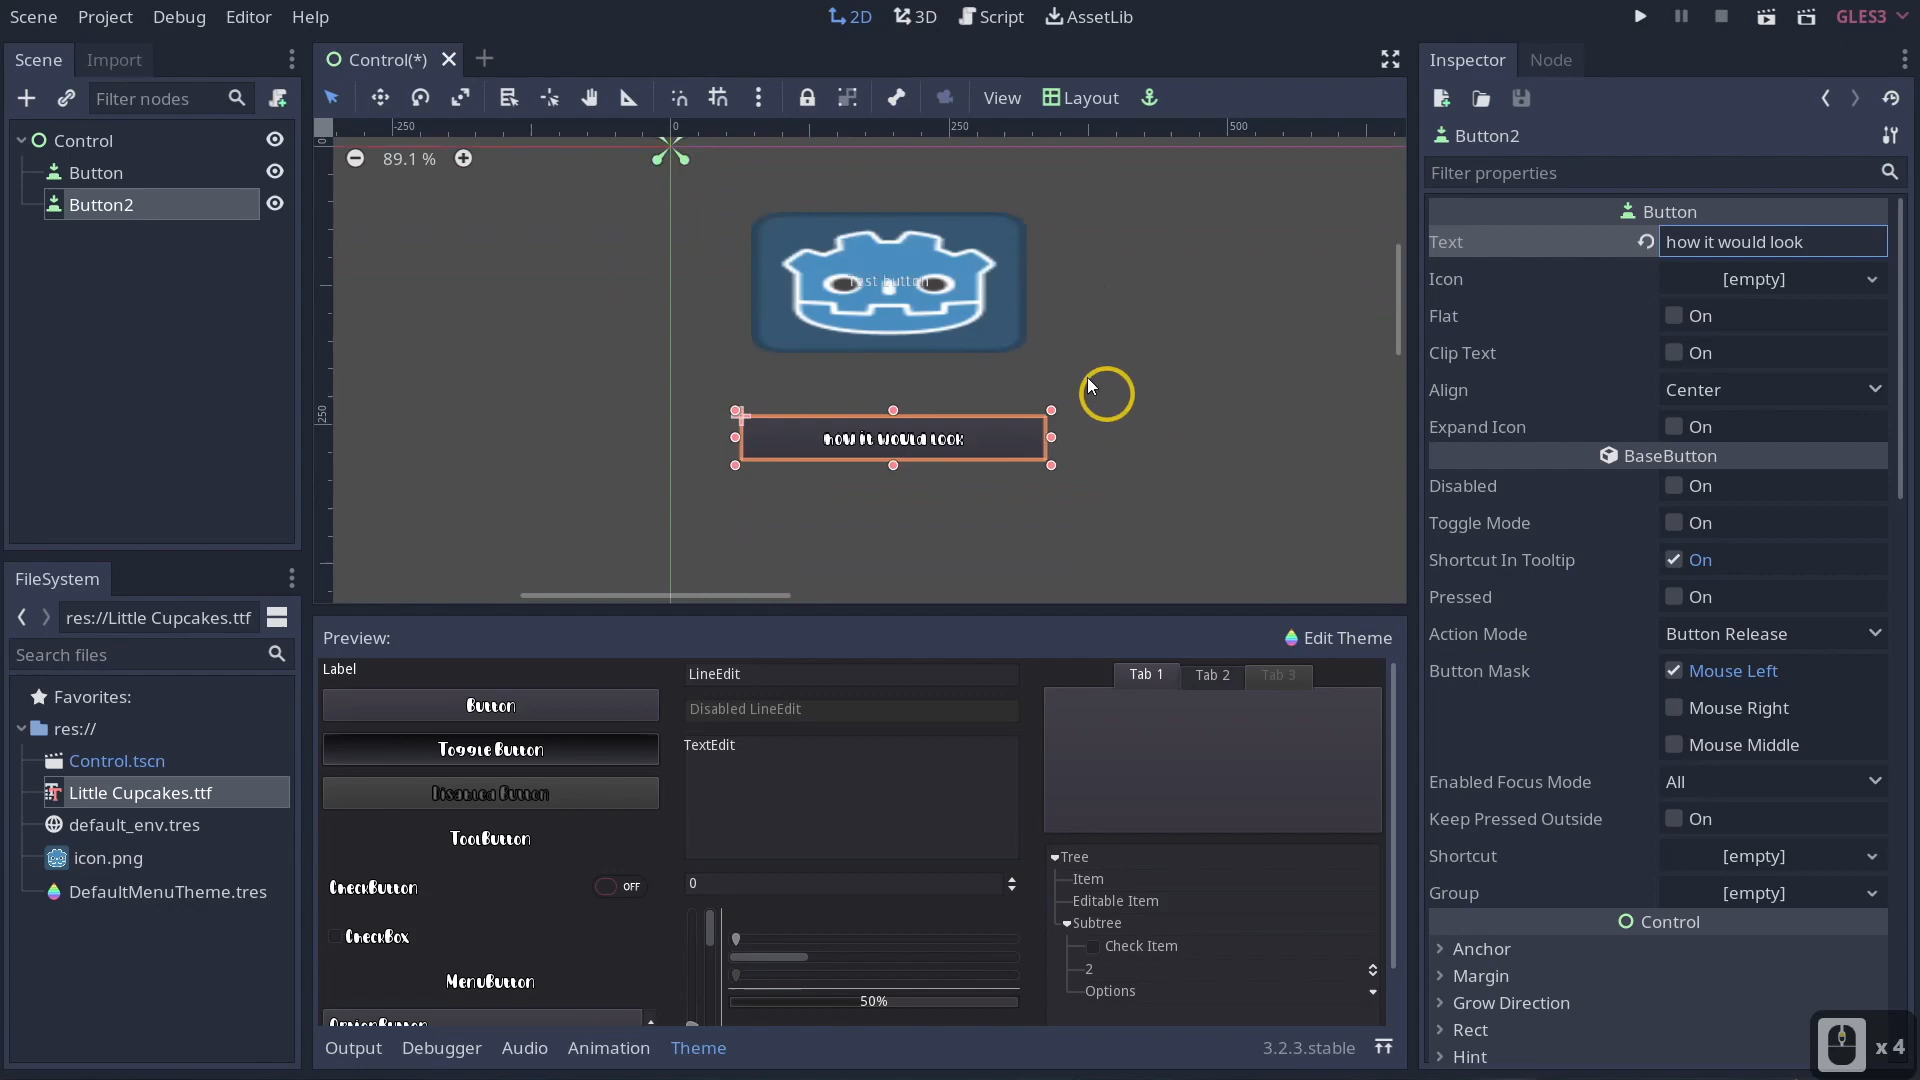 Scene Project Debug Editor Help
2D 3D Script AssetLib
GLES3
Scene Import
Control(*)
Inspector Node
Filter nodes
View Layout
Button2
Filter properties
Control
Button
Button2
-250 0 250 500
0
250
89.1 %
Test button
how it would look
Button
Text how it would look
Icon [empty]
Flat On
Clip Text On
Align Center
Expand Icon On
BaseButton
Disabled On
Toggle Mode On
Shortcut In Tooltip On
Pressed On
Action Mode Button Release
Button Mask Mouse Left
Mouse Right
Mouse Middle
Enabled Focus Mode All
Keep Pressed Outside On
Shortcut [empty]
Group [empty]
Control
Anchor
Margin
Grow Direction
Rect
Hint
FileSystem
res://Little Cupcakes.ttf
Search files
Favorites:
res://
Control.tscn
Little Cupcakes.ttf
default_env.tres
icon.png
DefaultMenuTheme.tres
Preview: Edit Theme
Label
Button
Toggle Button
Disabled Button
ToolButton
CheckButton OFF
CheckBox
MenuButton
OptionButton
LineEdit
Disabled LineEdit
TextEdit
0
50%
Tab 1 Tab 2 Tab 3
Tree
Item
Editable Item
Subtree
Check Item
2
Options
Output Debugger Audio Animation Theme 3.2.3.stable
x 4